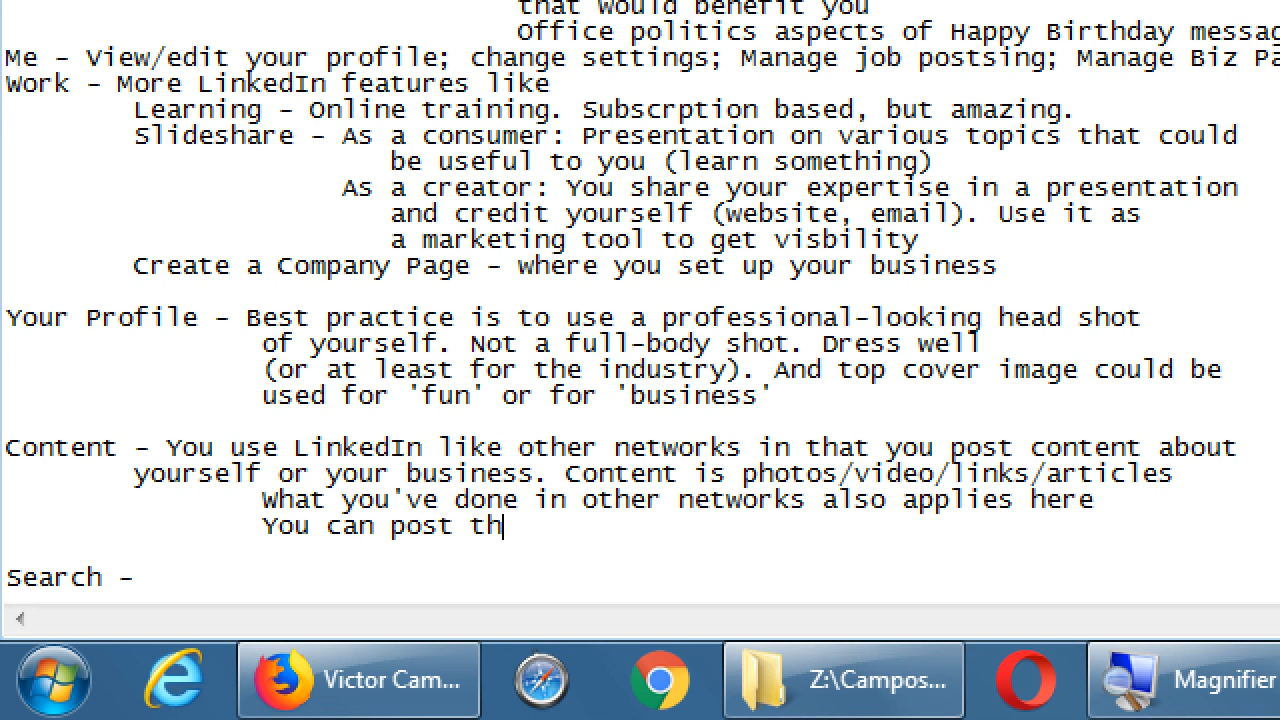 that would benefit you
Office politics aspects of Happy Birthday messag
Me - View/edit your profile; change settings; Manage job postsing; Manage Biz Pa
Work - More LinkedIn features like
Learning - Online training. Subscrption based, but amazing.
Slideshare - As a consumer: Presentation on various topics that could
be useful to you (learn something)
As a creator: You share your expertise in a presentation
and credit yourself (website, email). Use it as
a marketing tool to get visbility
Create a Company Page - where you set up your business
Your Profile - Best practice is to use a professional-looking head shot
of yourself. Not a full-body shot. Dress well
(or at least for the industry). And top cover image could be
used for 'fun' or for 'business'
Content - You use LinkedIn like other networks in that you post content about
yourself or your business. Content is photos/video/links/articles
What you've done in other networks also applies here
You can post th
Search -
Victor Cam...
Z:\Campos...
Magnifier